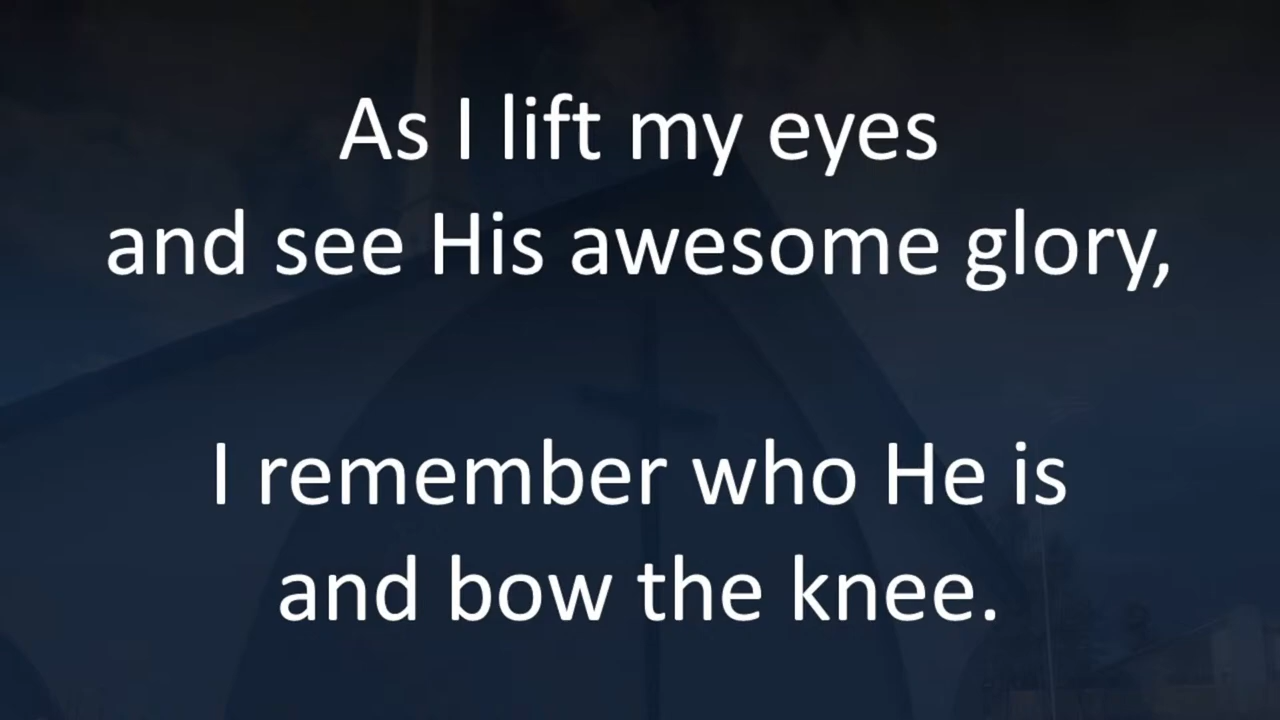 As I lift my eyes
and see His awesome glory,
I remember who He is
and bow the knee.